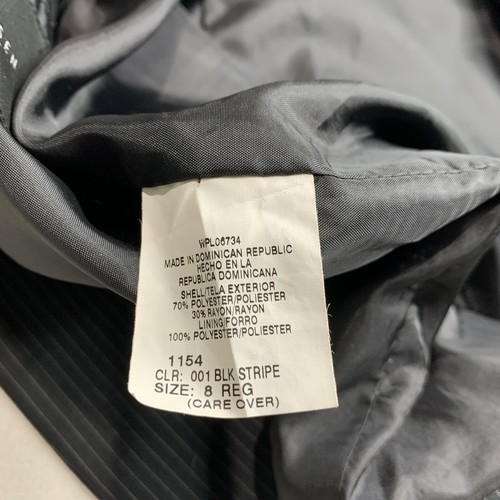 WPL06734
MADE IN DOMINICAN REPUBLIC
HECHO EN LA
REPUBLICA DOMINICANA
SHELL/TELA EXTERIOR
70% POLYESTER/POLIESTER
30% RAYON/RAYON
LINING/FORRO
100% POLYESTER/POLIESTER
1154
CLR: 001 BLK STRIPE
SIZE: 8 REG
(CARE OVER)